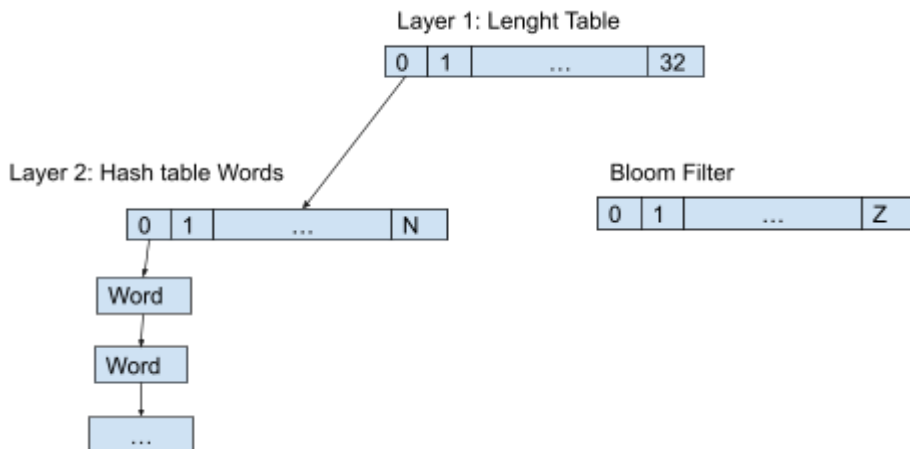 Layer 1: Lenght Table
0 1 ... 32
Layer 2: Hash table Words
0 1 ... N
Bloom Filter
0 1 ... Z
Word
Word
...